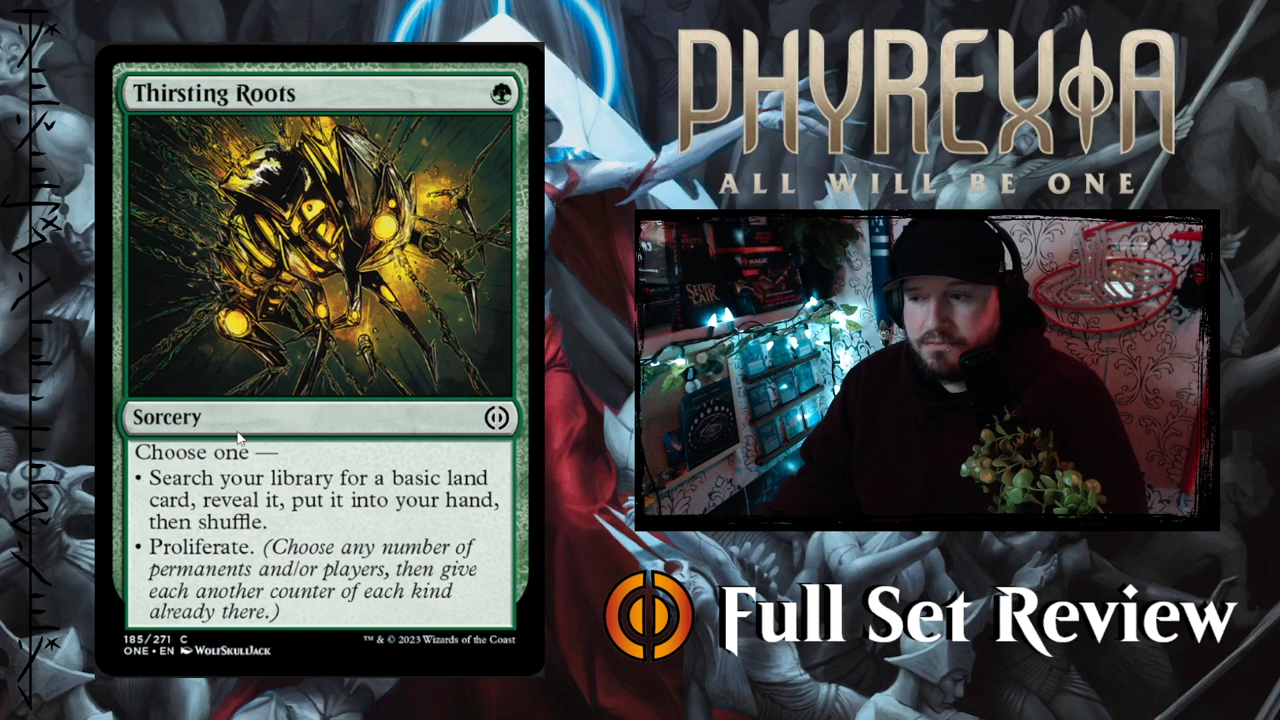 Thirsting Roots
Sorcery
Choose one —
• Search your library for a basic land
card, reveal it, put it into your hand,
then shuffle.
• Proliferate. (Choose any number of
permanents and/or players, then give
each another counter of each kind
already there.)
185/271 C
ONE • EN WOLFSKULLJACK
™ & © 2023 Wizards of the Coast
PHYREXIA
ALL WILL BE ONE
SECRET
LAIR
MAGIC
Full Set Review